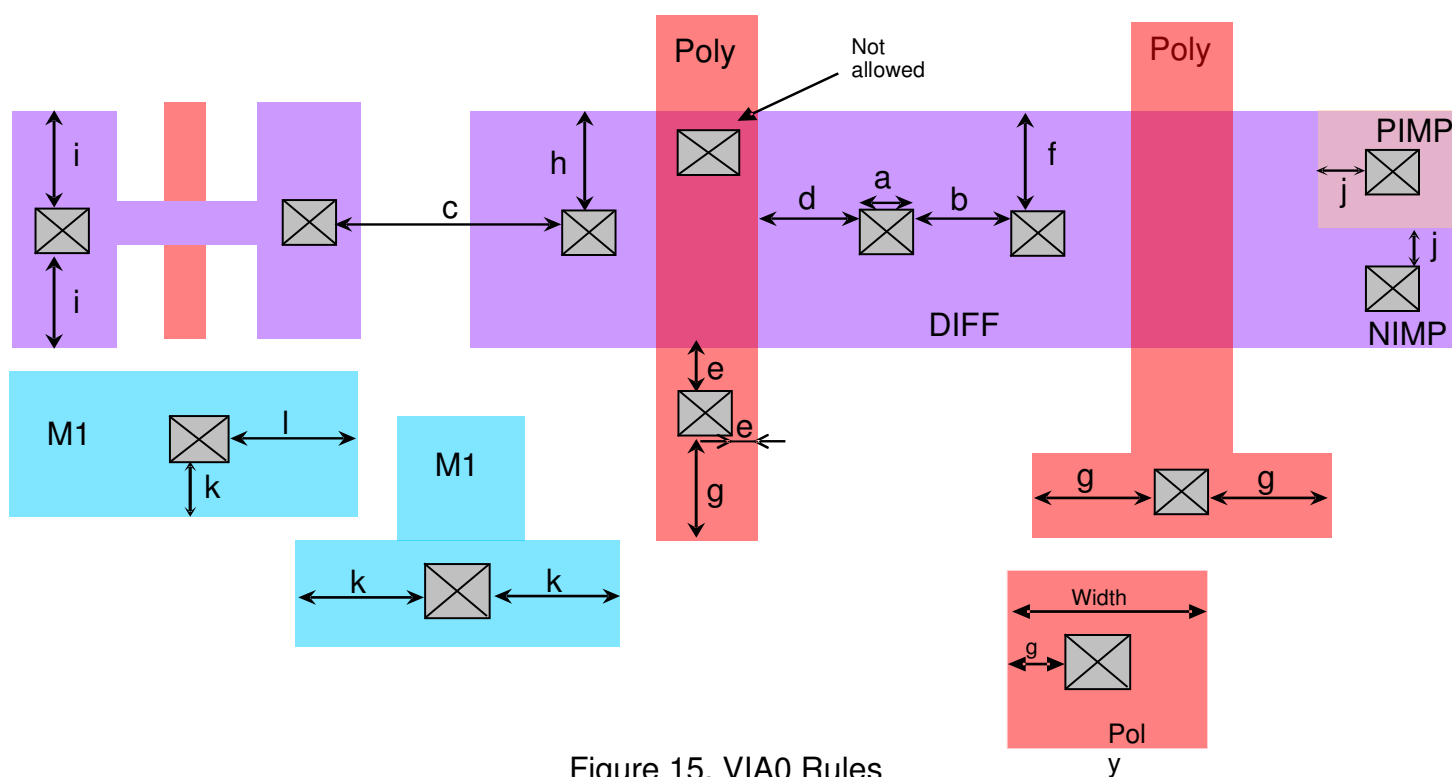 Poly
Not
allowed
Poly
PIMP
i
h
f
a
j
c
d
b
j
i
DIFF
NIMP
e
M1
l
e
M1
k
g
g
g
k
k
Width
g
Pol
y
Figure 15. VIA0 Rules